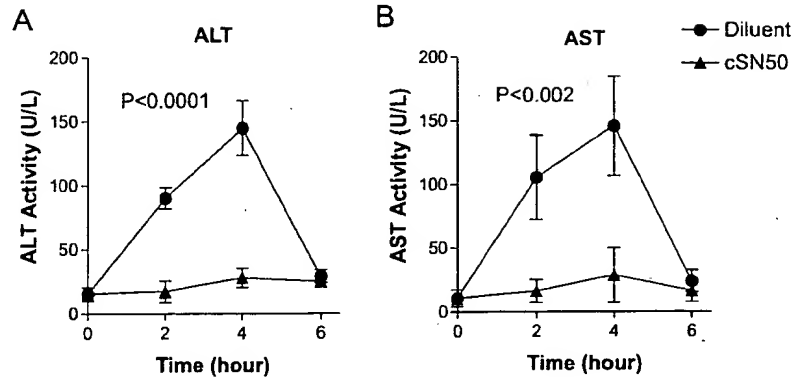 A
ALT
200
150
100
50
0
P<0.0001
ALT Activity (U/L)
0 2 4 6
Time (hour)
B
AST
200
150
100
50
0
P<0.002
AST Activity (U/L)
0 2 4 6
Time (hour)
Diluent
cSN50